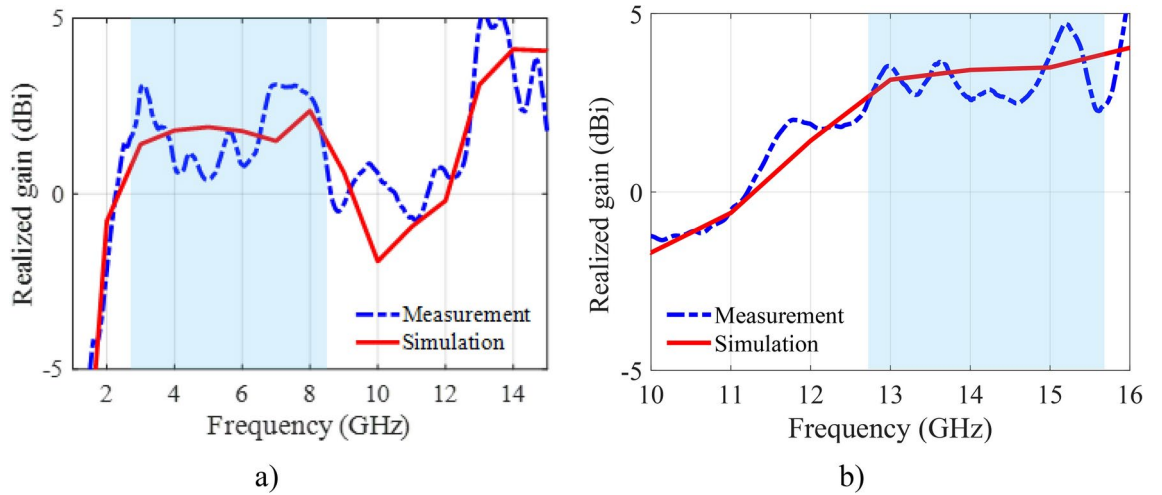 5
0
-5
Realized gain (dBi)
Measurement
Simulation
2 4 6 8 10 12 14
Frequency (GHz)
a)
5
0
-5
Realized gain (dBi)
Measurement
Simulation
10 11 12 13 14 15 16
Frequency (GHz)
b)